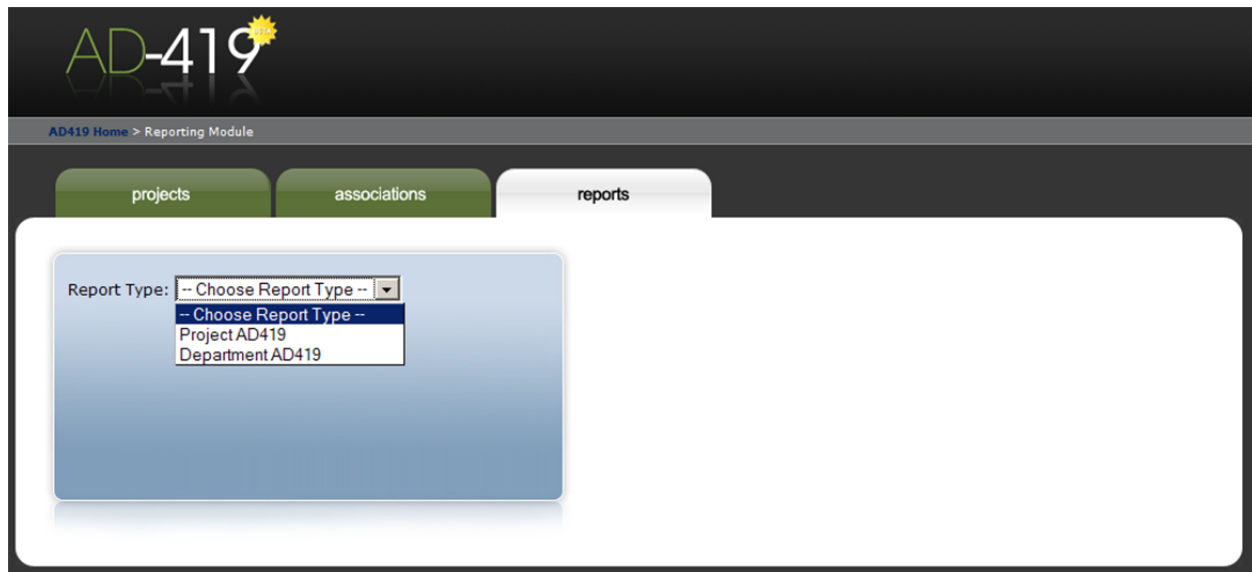 AD-419
BETA
AD419 Home > Reporting Module
projects
associations
reports
Report Type: -- Choose Report Type --
-- Choose Report Type --
Project AD419
Department AD419